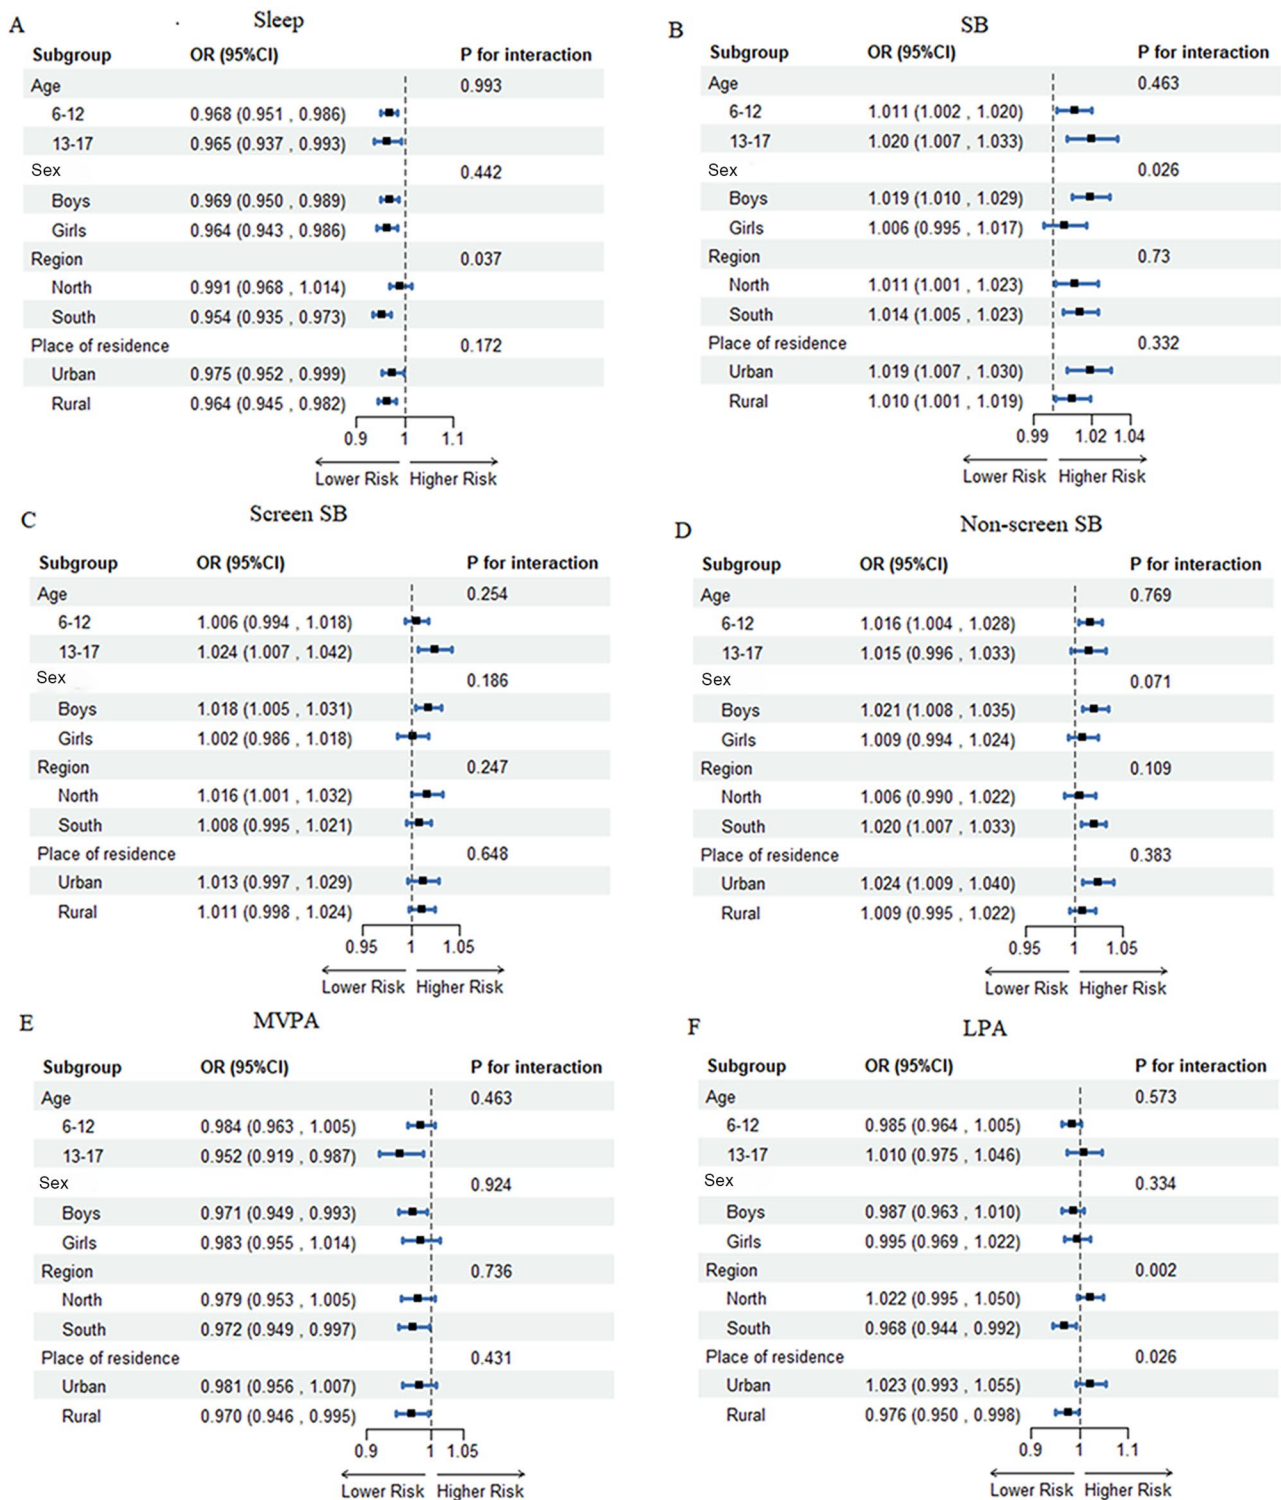 A
Sleep
Subgroup OR (95%CI) P for interaction
Age 0.993
6-12 0.968 (0.951 , 0.986)
13-17 0.965 (0.937 , 0.993)
Sex 0.442
Boys 0.969 (0.950 , 0.989)
Girls 0.964 (0.943 , 0.986)
Region 0.037
North 0.991 (0.968 , 1.014)
South 0.954 (0.935 , 0.973)
Place of residence 0.172
Urban 0.975 (0.952 , 0.999)
Rural 0.964 (0.945 , 0.982)
0.9 1 1.1
Lower Risk Higher Risk
B
SB
Subgroup OR (95%CI) P for interaction
Age 0.463
6-12 1.011 (1.002 , 1.020)
13-17 1.020 (1.007 , 1.033)
Sex 0.026
Boys 1.019 (1.010 , 1.029)
Girls 1.006 (0.995 , 1.017)
Region 0.73
North 1.011 (1.001 , 1.023)
South 1.014 (1.005 , 1.023)
Place of residence 0.332
Urban 1.019 (1.007 , 1.030)
Rural 1.010 (1.001 , 1.019)
0.99 1.02 1.04
Lower Risk Higher Risk
C
Screen SB
Subgroup OR (95%CI) P for interaction
Age 0.254
6-12 1.006 (0.994 , 1.018)
13-17 1.024 (1.007 , 1.042)
Sex 0.186
Boys 1.018 (1.005 , 1.031)
Girls 1.002 (0.986 , 1.018)
Region 0.247
North 1.016 (1.001 , 1.032)
South 1.008 (0.995 , 1.021)
Place of residence 0.648
Urban 1.013 (0.997 , 1.029)
Rural 1.011 (0.998 , 1.024)
0.95 1 1.05
Lower Risk Higher Risk
D
Non-screen SB
Subgroup OR (95%CI) P for interaction
Age 0.769
6-12 1.016 (1.004 , 1.028)
13-17 1.015 (0.996 , 1.033)
Sex 0.071
Boys 1.021 (1.008 , 1.035)
Girls 1.009 (0.994 , 1.024)
Region 0.109
North 1.006 (0.990 , 1.022)
South 1.020 (1.007 , 1.033)
Place of residence 0.383
Urban 1.024 (1.009 , 1.040)
Rural 1.009 (0.995 , 1.022)
0.95 1 1.05
Lower Risk Higher Risk
E
MVPA
Subgroup OR (95%CI) P for interaction
Age 0.463
6-12 0.984 (0.963 , 1.005)
13-17 0.952 (0.919 , 0.987)
Sex 0.924
Boys 0.971 (0.949 , 0.993)
Girls 0.983 (0.955 , 1.014)
Region 0.736
North 0.979 (0.953 , 1.005)
South 0.972 (0.949 , 0.997)
Place of residence 0.431
Urban 0.981 (0.956 , 1.007)
Rural 0.970 (0.946 , 0.995)
0.9 1 1.05
Lower Risk Higher Risk
F
LPA
Subgroup OR (95%CI) P for interaction
Age 0.573
6-12 0.985 (0.964 , 1.005)
13-17 1.010 (0.975 , 1.046)
Sex 0.334
Boys 0.987 (0.963 , 1.010)
Girls 0.995 (0.969 , 1.022)
Region 0.002
North 1.022 (0.995 , 1.050)
South 0.968 (0.944 , 0.992)
Place of residence 0.026
Urban 1.023 (0.993 , 1.055)
Rural 0.976 (0.950 , 0.998)
0.9 1 1.1
Lower Risk Higher Risk